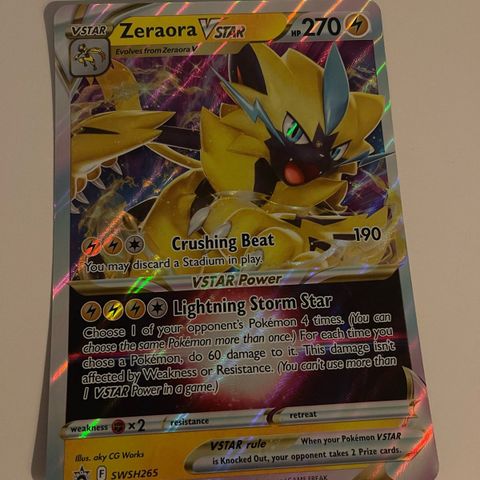 VSTAR Zeraora VSTAR HP 270
Evolves from Zeraora V
Crushing Beat 190
You may discard a Stadium in play.
VSTAR Power
Lightning Storm Star
Choose 1 of your opponent's Pokémon 4 times. (You can
choose the same Pokémon more than once.) For each time you
chose a Pokémon, do 60 damage to it. This damage isn't
affected by Weakness or Resistance. (You can't use more than
1 VSTAR Power in a game.)
weakness ×2 resistance retreat
Illus. aky CG Works
VSTAR rule When your Pokémon VSTAR
is Knocked Out, your opponent takes 2 Prize cards.
F SWSH265
GAME FREAK